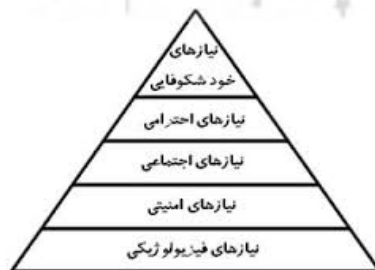 نیازهای
خود شکوفایی
نیازهای احترامی
نیازهای اجتماعی
نیازهای امنیتی
نیازهای فیزیولوژیکی